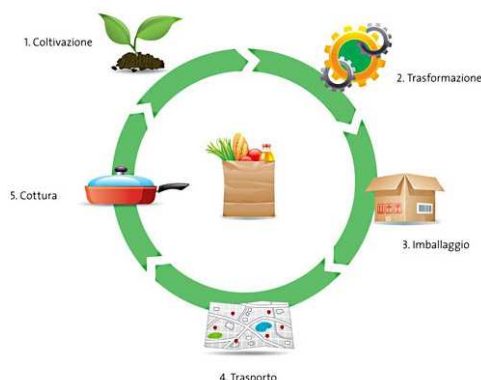 1. Coltivazione
2. Trasformazione
3. Imballaggio
4. Trasporto
5. Cottura